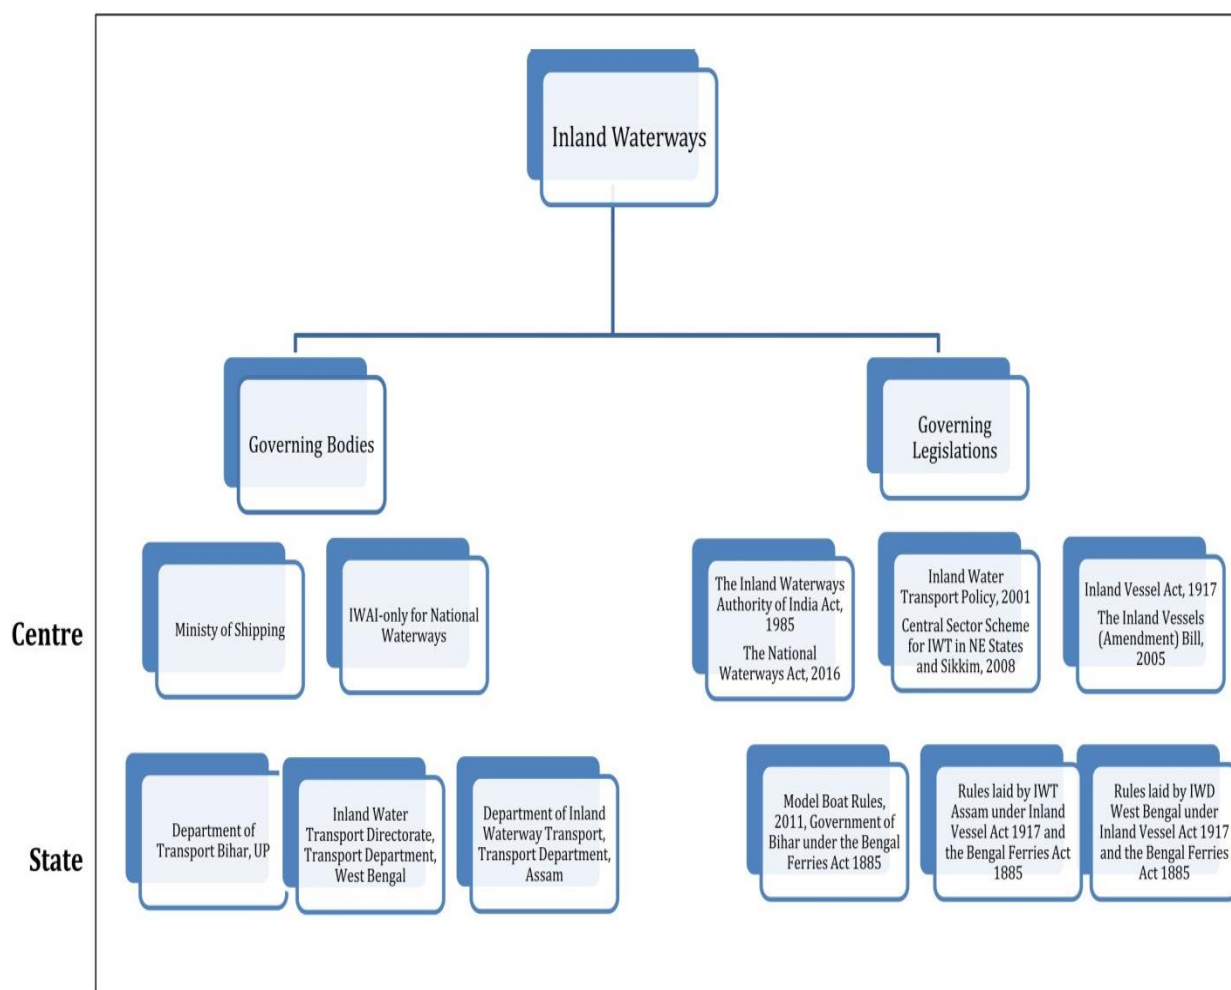 Inland Waterways
Governing Bodies
Governing
Legislations
Centre
Ministy of Shipping
IWAI-only for National
Waterways
The Inland Waterways
Authority of India Act,
1985
The National
Waterways Act, 2016
Inland Water
Transport Policy, 2001
Central Sector Scheme
for IWT in NE States
and Sikkim, 2008
Inland Vessel Act, 1917
The Inland Vessels
(Amendment) Bill,
2005
State
Department of
Transport Bihar, UP
Inland Water
Transport Directorate,
Transport Department,
West Bengal
Department of Inland
Waterway Transport,
Transport Department,
Assam
Model Boat Rules,
2011, Government of
Bihar under the Bengal
Ferries Act 1885
Rules laid by IWT
Assam under Inland
Vessel Act 1917 and
the Bengal Ferries Act
1885
Rules laid by IWD
West Bengal under
Inland Vessel Act 1917
and the Bengal Ferries
Act 1885